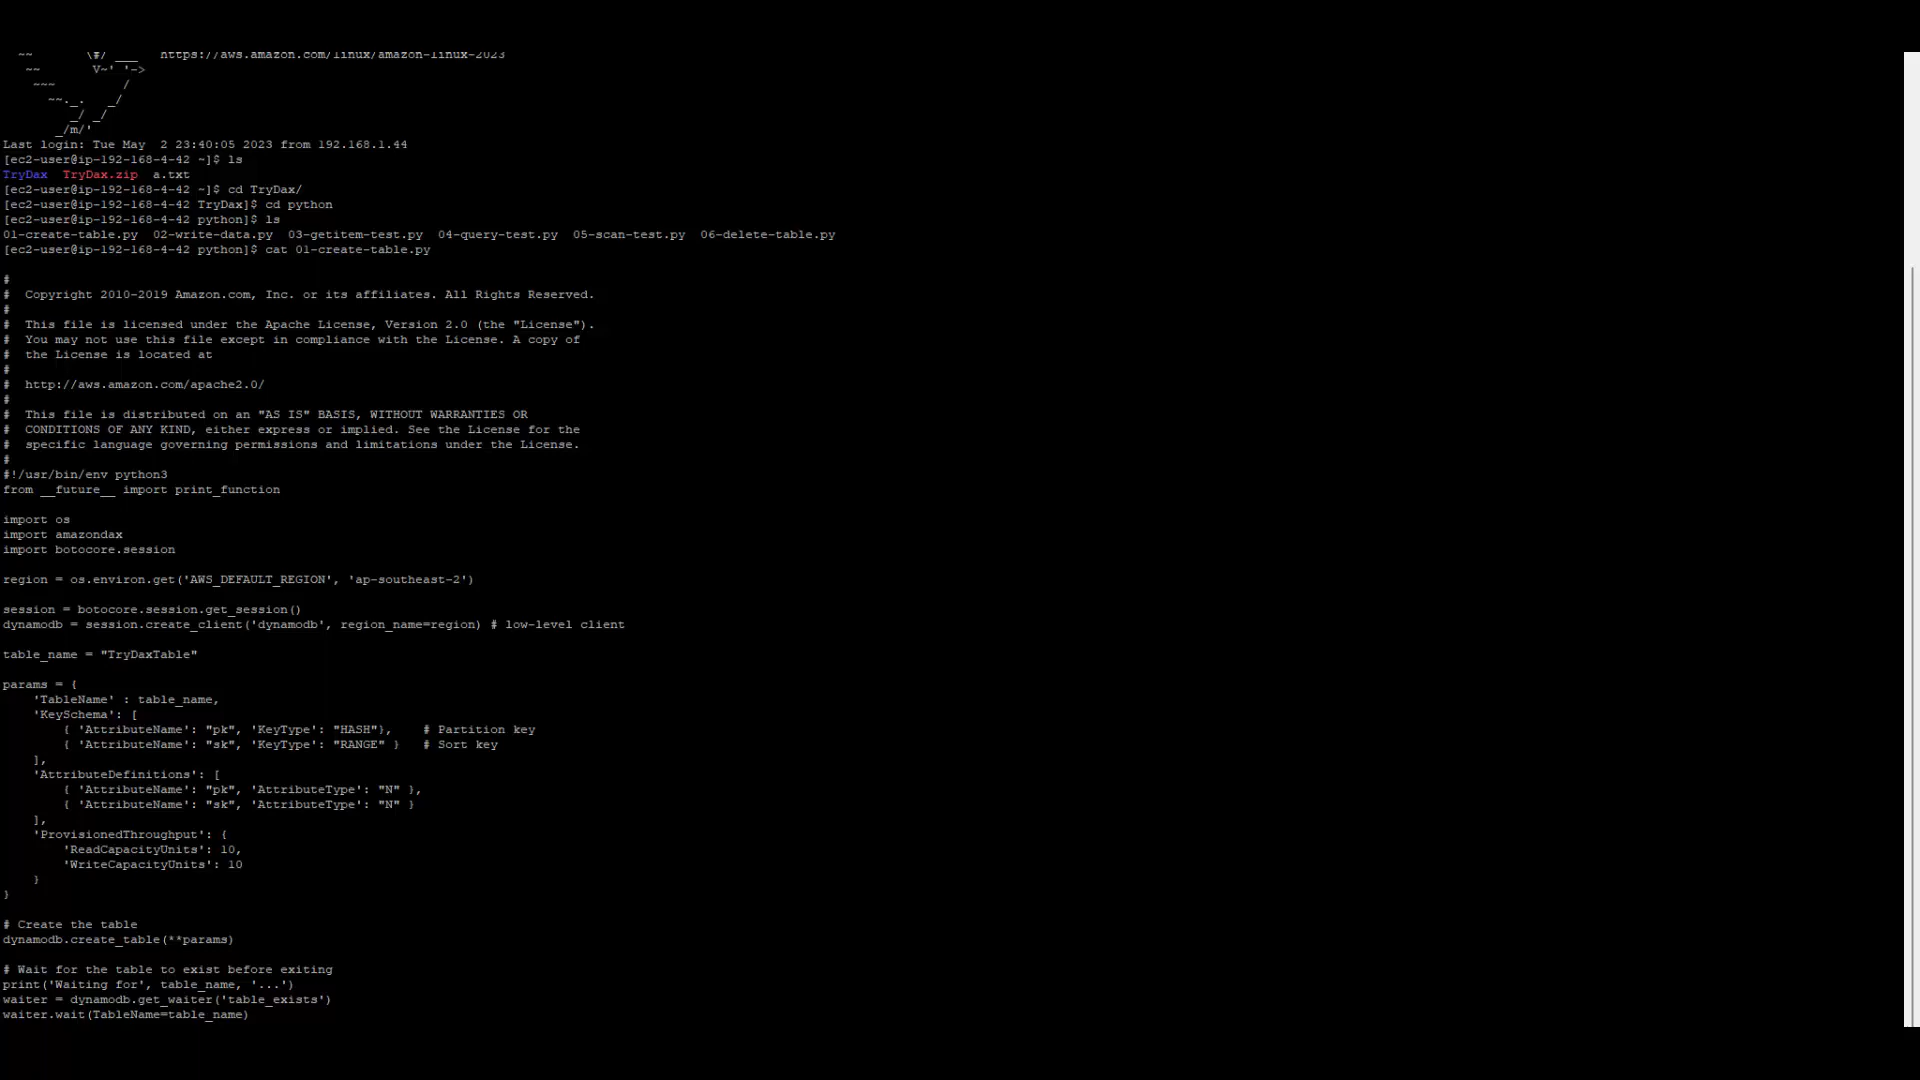 ~~       \#/ ___   https://aws.amazon.com/linux/amazon-linux-2023
~~       V~' '->
~~~         /
~~._.   _/
_/ _/
_/m/'
Last login: Tue May  2 23:40:05 2023 from 192.168.1.44
[ec2-user@ip-192-168-4-42 ~]$ ls
TryDax  TryDax.zip  a.txt
[ec2-user@ip-192-168-4-42 ~]$ cd TryDax/
[ec2-user@ip-192-168-4-42 TryDax]$ cd python
[ec2-user@ip-192-168-4-42 python]$ ls
01-create-table.py  02-write-data.py  03-getitem-test.py  04-query-test.py  05-scan-test.py  06-delete-table.py
[ec2-user@ip-192-168-4-42 python]$ cat 01-create-table.py
#
#  Copyright 2010-2019 Amazon.com, Inc. or its affiliates. All Rights Reserved.
#
#  This file is licensed under the Apache License, Version 2.0 (the "License").
#  You may not use this file except in compliance with the License. A copy of
#  the License is located at
#
#  http://aws.amazon.com/apache2.0/
#
#  This file is distributed on an "AS IS" BASIS, WITHOUT WARRANTIES OR
#  CONDITIONS OF ANY KIND, either express or implied. See the License for the
#  specific language governing permissions and limitations under the License.
#
#!/usr/bin/env python3
from __future__ import print_function
import os
import amazondax
import botocore.session
region = os.environ.get('AWS_DEFAULT_REGION', 'ap-southeast-2')
session = botocore.session.get_session()
dynamodb = session.create_client('dynamodb', region_name=region) # low-level client
table_name = "TryDaxTable"
params = {
    'TableName' : table_name,
    'KeySchema': [
        { 'AttributeName': "pk", 'KeyType': "HASH"},    # Partition key
        { 'AttributeName': "sk", 'KeyType': "RANGE" }   # Sort key
    ],
    'AttributeDefinitions': [
        { 'AttributeName': "pk", 'AttributeType': "N" },
        { 'AttributeName': "sk", 'AttributeType': "N" }
    ],
    'ProvisionedThroughput': {
        'ReadCapacityUnits': 10,
        'WriteCapacityUnits': 10
    }
}
# Create the table
dynamodb.create_table(**params)
# Wait for the table to exist before exiting
print('Waiting for', table_name, '...')
waiter = dynamodb.get_waiter('table_exists')
waiter.wait(TableName=table_name)